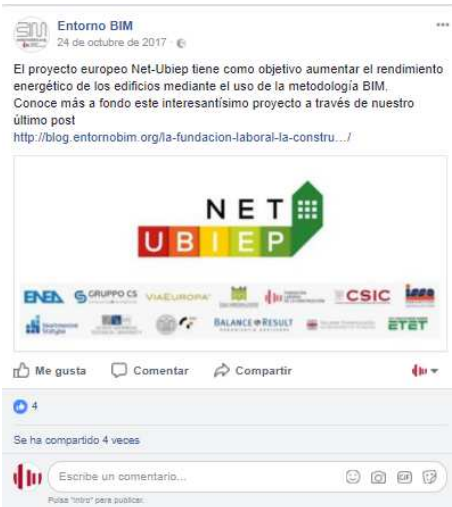 Entorno BIM
24 de octubre de 2017
El proyecto europeo Net-Ubiep tiene como objetivo aumentar el rendimiento
energético de los edificios mediante el uso de la metodología BIM.
Conoce más a fondo este interesantísimo proyecto a través de nuestro
último post
http://blog.entornobim.org/la-fundacion-laboral-la-constru…/
NET
UBIEP
ENEA GRUPPO CS VIAEUROPA CSIC
BALANCE RESULT ETET
Me gusta Comentar Compartir
4
Se ha compartido 4 veces
Escribe un comentario...
GIF
Pulsa "Intro" para publicar.